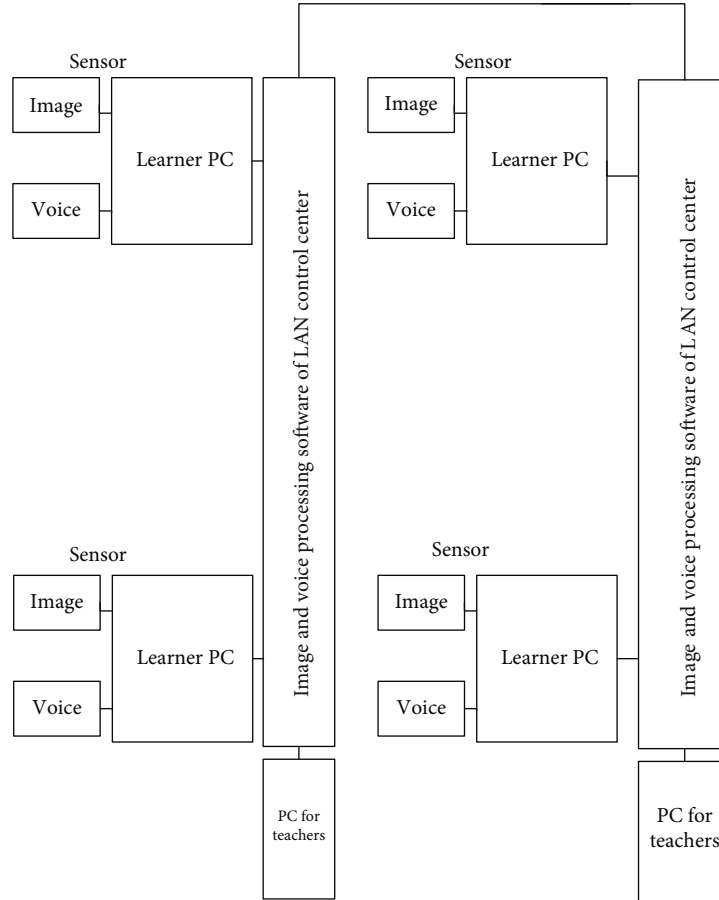 Sensor
Image
Learner PC
Voice
Sensor
Image
Learner PC
Voice
Image and voice processing software of LAN control center
PC for
teachers
Sensor
Image
Learner PC
Voice
Sensor
Image
Learner PC
Voice
Image and voice processing software of LAN control center
PC for
teachers